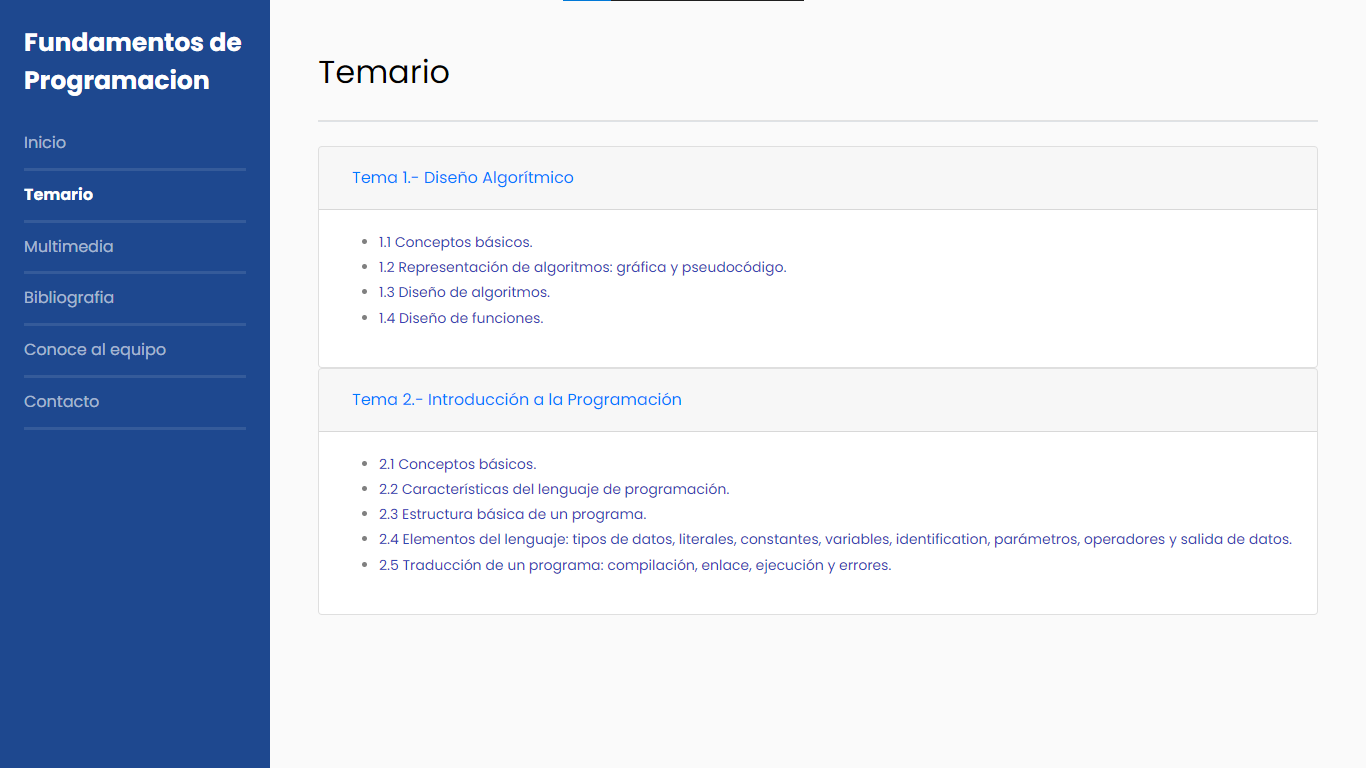 Fundamentos de
Programacion
Inicio
Temario
Multimedia
Bibliografia
Conoce al equipo
Contacto
Temario
Tema 1.- Diseño Algorítmico
1.1 Conceptos básicos.
1.2 Representación de algoritmos: gráfica y pseudocódigo.
1.3 Diseño de algoritmos.
1.4 Diseño de funciones.
Tema 2.- Introducción a la Programación
2.1 Conceptos básicos.
2.2 Características del lenguaje de programación.
2.3 Estructura básica de un programa.
2.4 Elementos del lenguaje: tipos de datos, literales, constantes, variables, identification, parámetros, operadores y salida de datos.
2.5 Traducción de un programa: compilación, enlace, ejecución y errores.